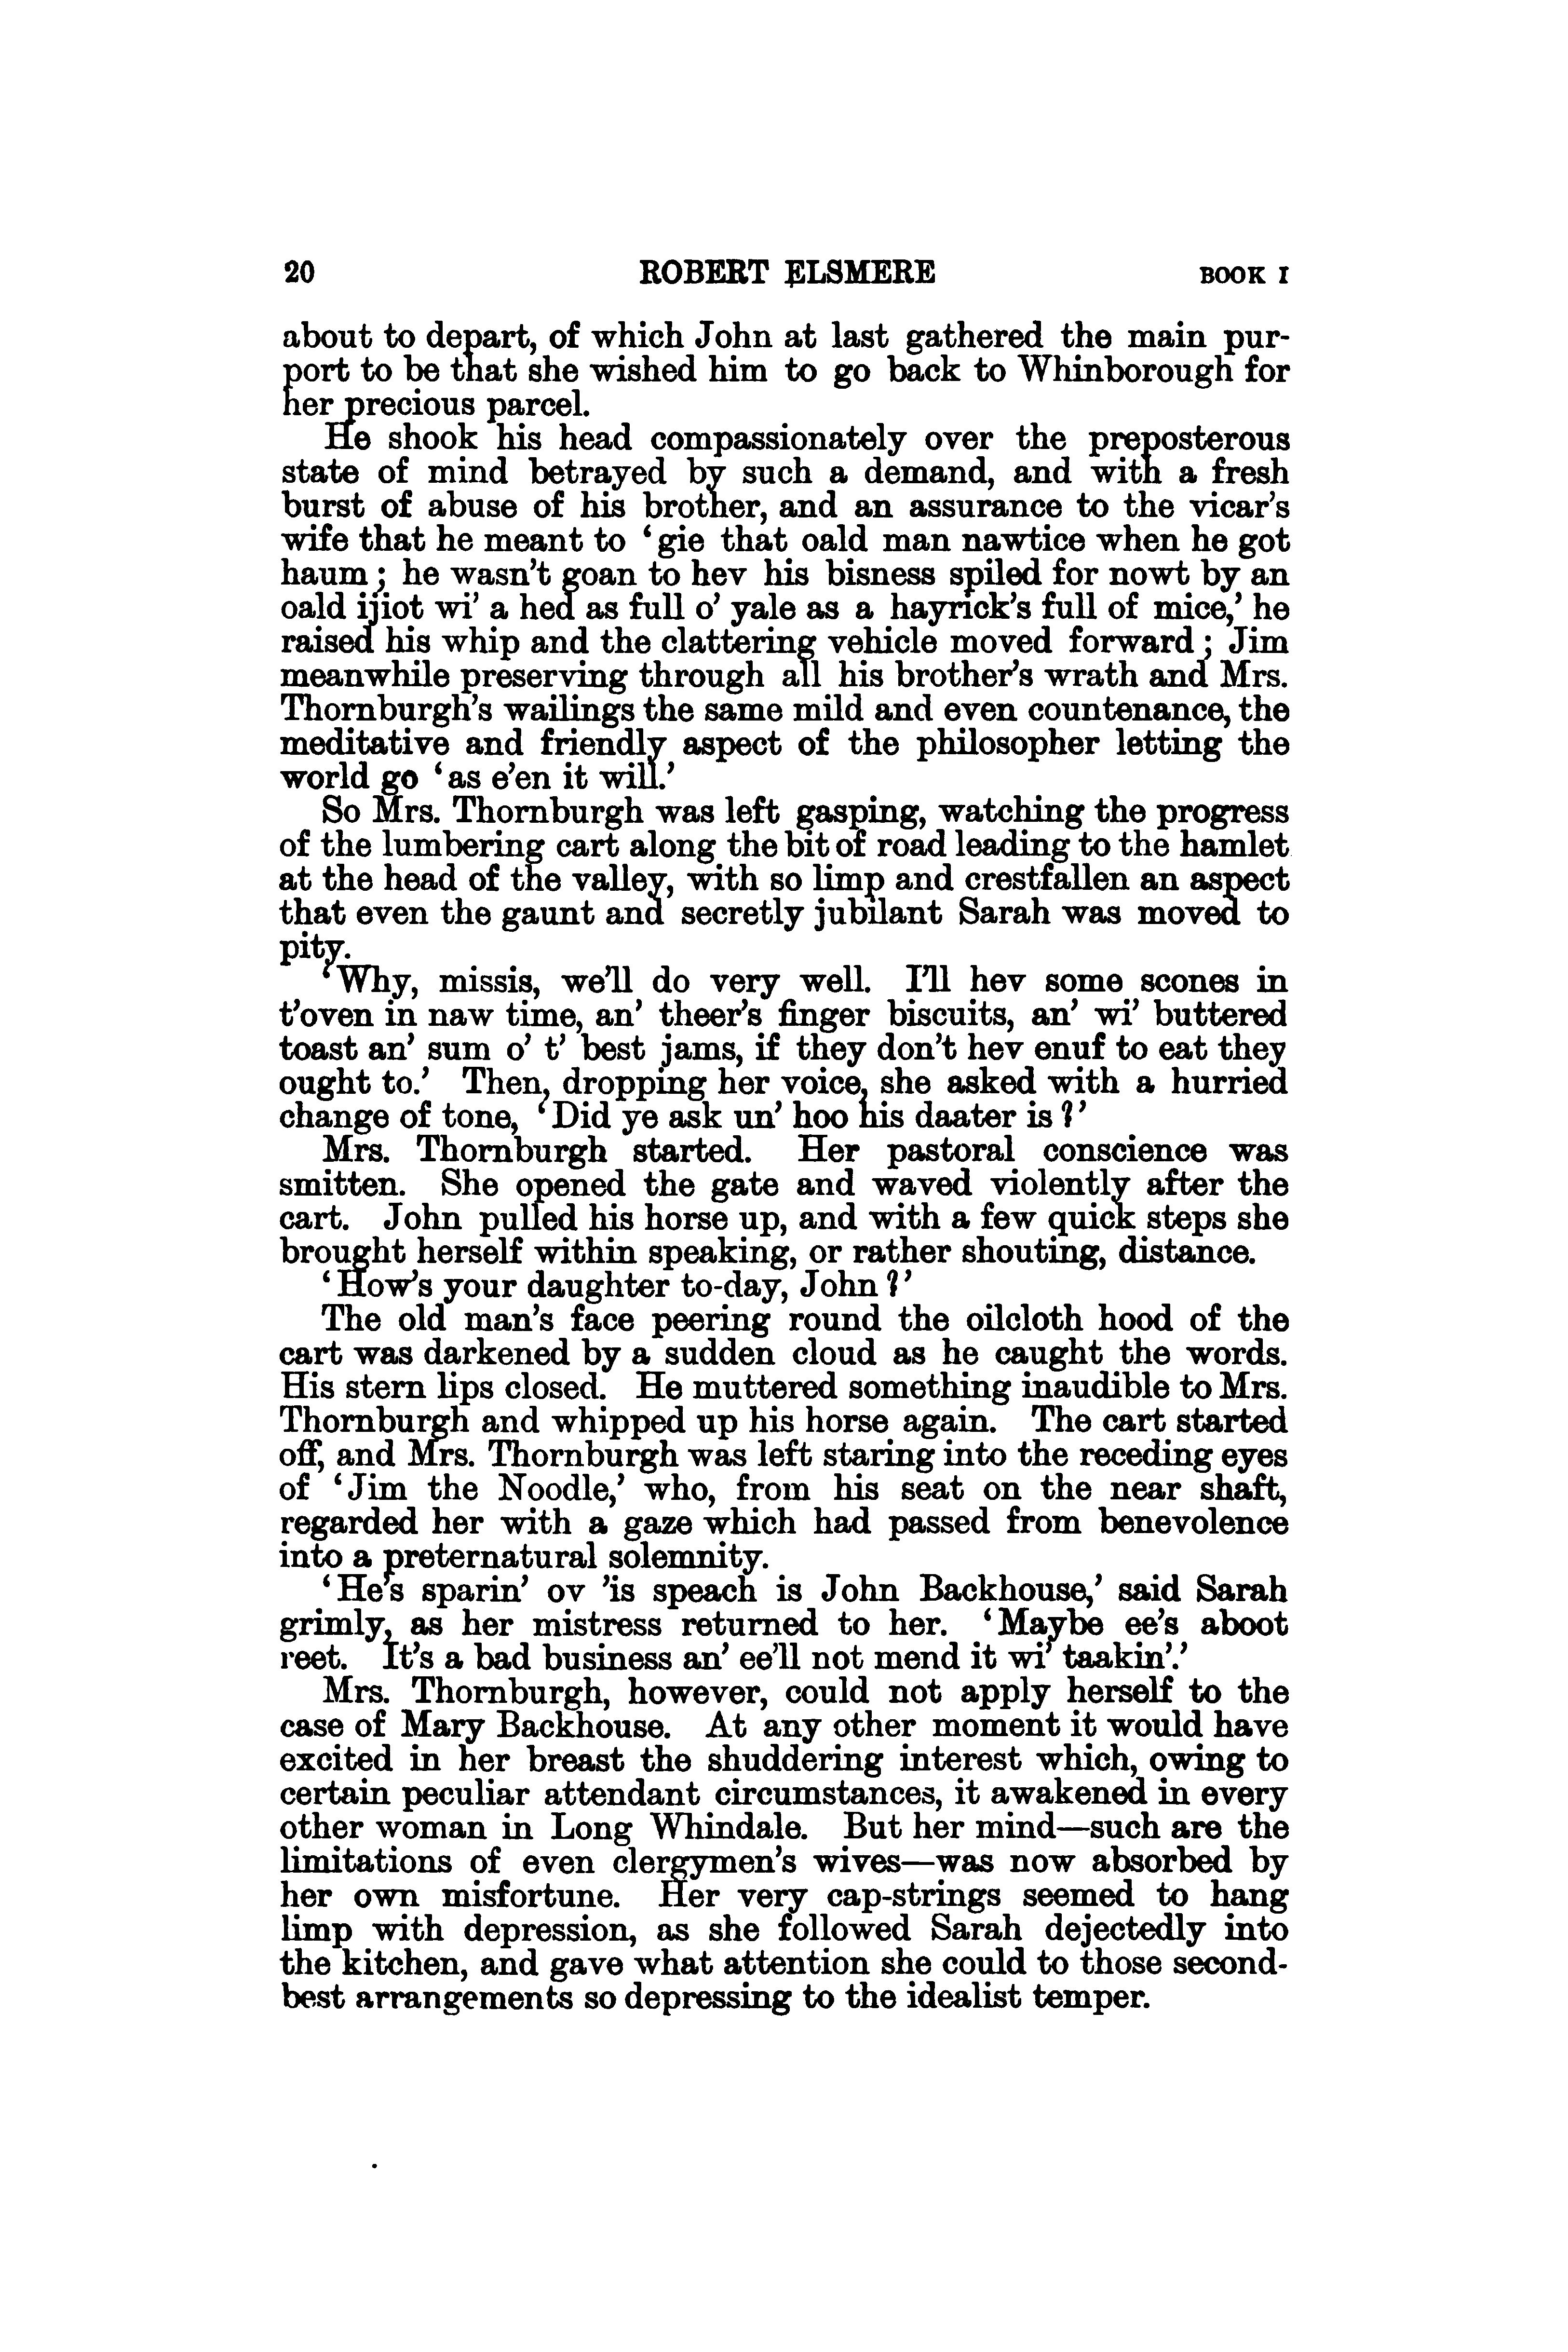 20 ROBERT ELSMERE BOOK I
about to depart, of which John at last gathered the main pur-
port to be that she wished him to go back to Whinborough for
her precious parcel.
He shook his head compassionately over the preposterous
state of mind betrayed by such a demand, and with a fresh
burst of abuse of his brother, and an assurance to the vicar's
wife that he meant to ‘gie that oald man nawtice when he got
haum; he wasn't goan to hev his bisness spiled for nowt by an
oald ijiot wi' a hed as full o' yale as a hayrick's full of mice,’ he
raised his whip and the clattering vehicle moved forward; Jim
meanwhile preserving through all his brother's wrath and Mrs.
Thornburgh's wailings the same mild and even countenance, the
meditative and friendly aspect of the philosopher letting the
world go ‘as e'en it will.’
So Mrs. Thornburgh was left gasping, watching the progress
of the lumbering cart along the bit of road leading to the hamlet
at the head of the valley, with so limp and crestfallen an aspect
that even the gaunt and secretly jubilant Sarah was moved to
pity.
‘Why, missis, we'll do very well. I'll hev some scones in
t'oven in naw time, an' theer's finger biscuits, an' wi' buttered
toast an' sum o' t' best jams, if they don't hev enuf to eat they
ought to.’ Then, dropping her voice, she asked with a hurried
change of tone, ‘Did ye ask un' hoo his daater is?’
Mrs. Thornburgh started. Her pastoral conscience was
smitten. She opened the gate and waved violently after the
cart. John pulled his horse up, and with a few quick steps she
brought herself within speaking, or rather shouting, distance.
‘How's your daughter to-day, John?’
The old man's face peering round the oilcloth hood of the
cart was darkened by a sudden cloud as he caught the words.
His stern lips closed. He muttered something inaudible to Mrs.
Thornburgh and whipped up his horse again. The cart started
off, and Mrs. Thornburgh was left staring into the receding eyes
of ‘Jim the Noodle,’ who, from his seat on the near shaft,
regarded her with a gaze which had passed from benevolence
into a preternatural solemnity.
‘He's sparin' ov 'is speach is John Backhouse,’ said Sarah
grimly, as her mistress returned to her. ‘Maybe ee's aboot
reet. It's a bad business an' ee'll not mend it wi' taakin'.’
Mrs. Thornburgh, however, could not apply herself to the
case of Mary Backhouse. At any other moment it would have
excited in her breast the shuddering interest which, owing to
certain peculiar attendant circumstances, it awakened in every
other woman in Long Whindale. But her mind—such are the
limitations of even clergymen's wives—was now absorbed by
her own misfortune. Her very cap-strings seemed to hang
limp with depression, as she followed Sarah dejectedly into
the kitchen, and gave what attention she could to those second-
best arrangements so depressing to the idealist temper.